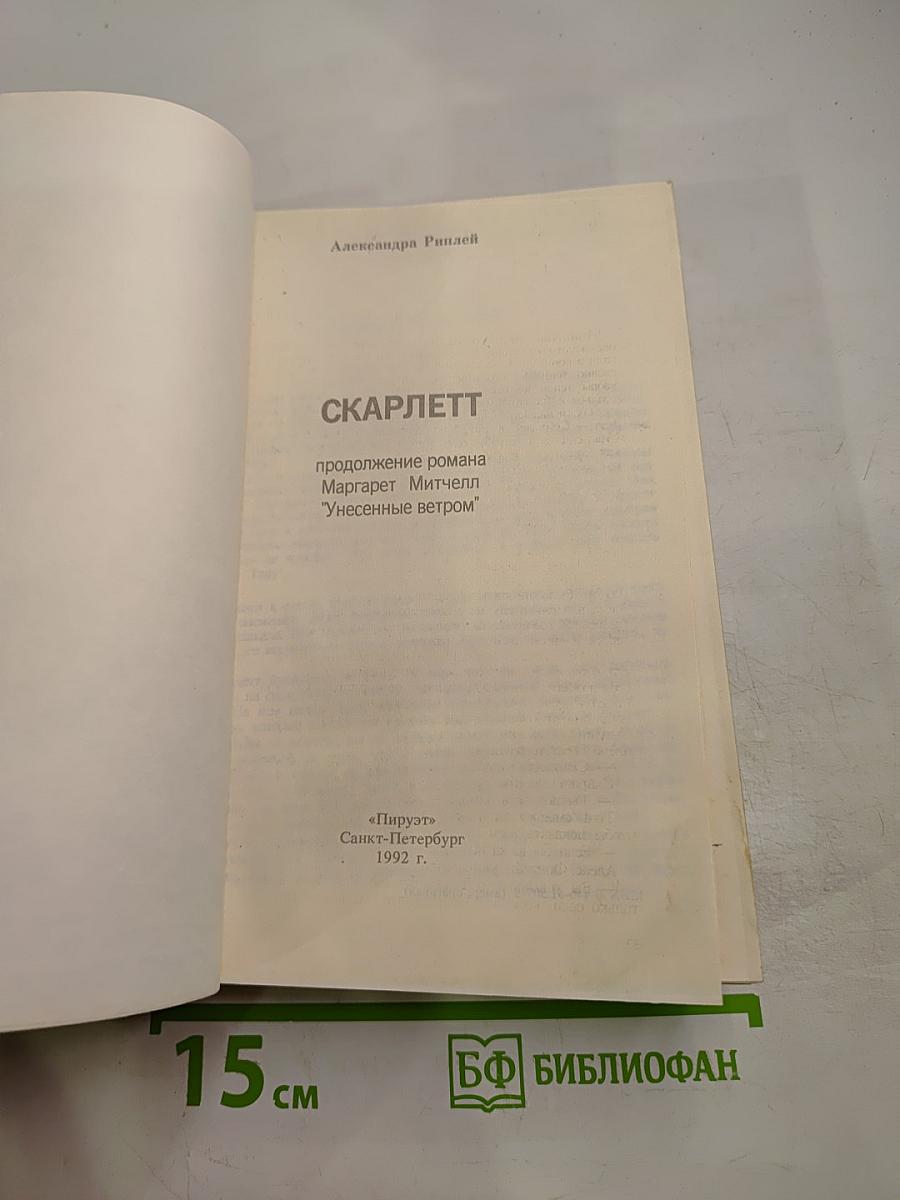 Александра Риплей
СКАРЛЕТТ
продолжение романа
Маргарет Митчелл
"Унесенные ветром"
«Пируэт»
Санкт-Петербург
1992 г.
15 см
БФ БИБЛИОФАН